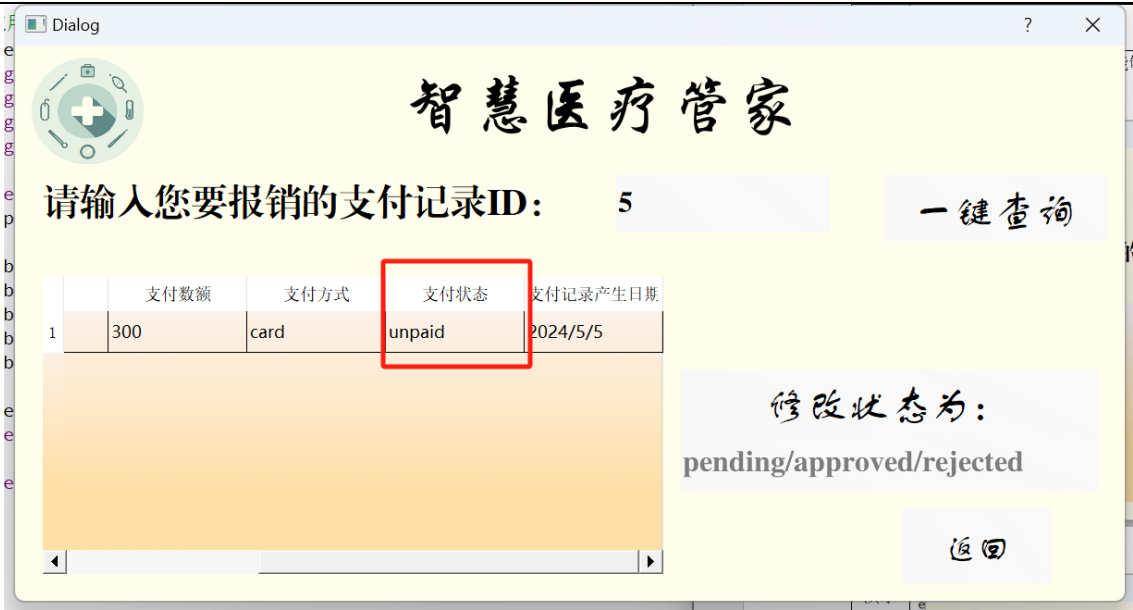 Dialog
智慧医疗管家
请输入您要报销的支付记录ID： 5 一键查询
支付数额 支付方式 支付状态 支付记录产生日期
1 300 card unpaid 2024/5/5
修改状态为：
pending/approved/rejected
返回